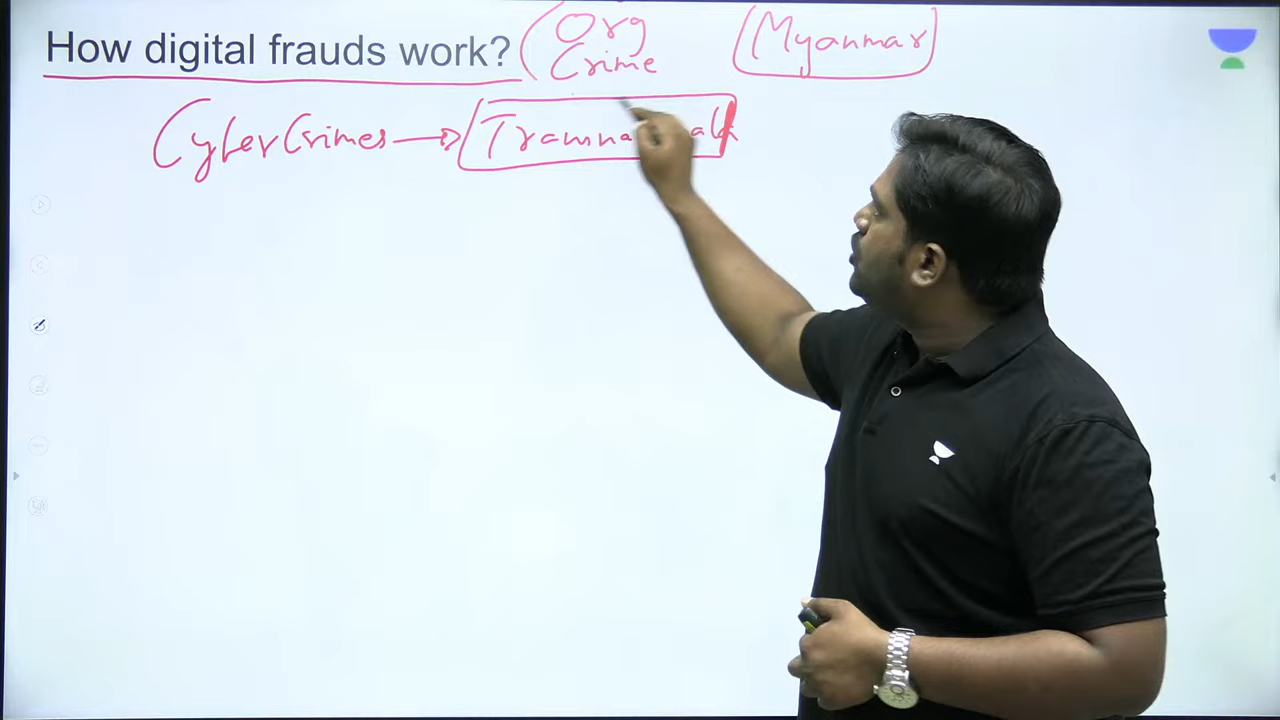 How digital frauds work?
Org
Crime
Myanmar
CyberCrimes →